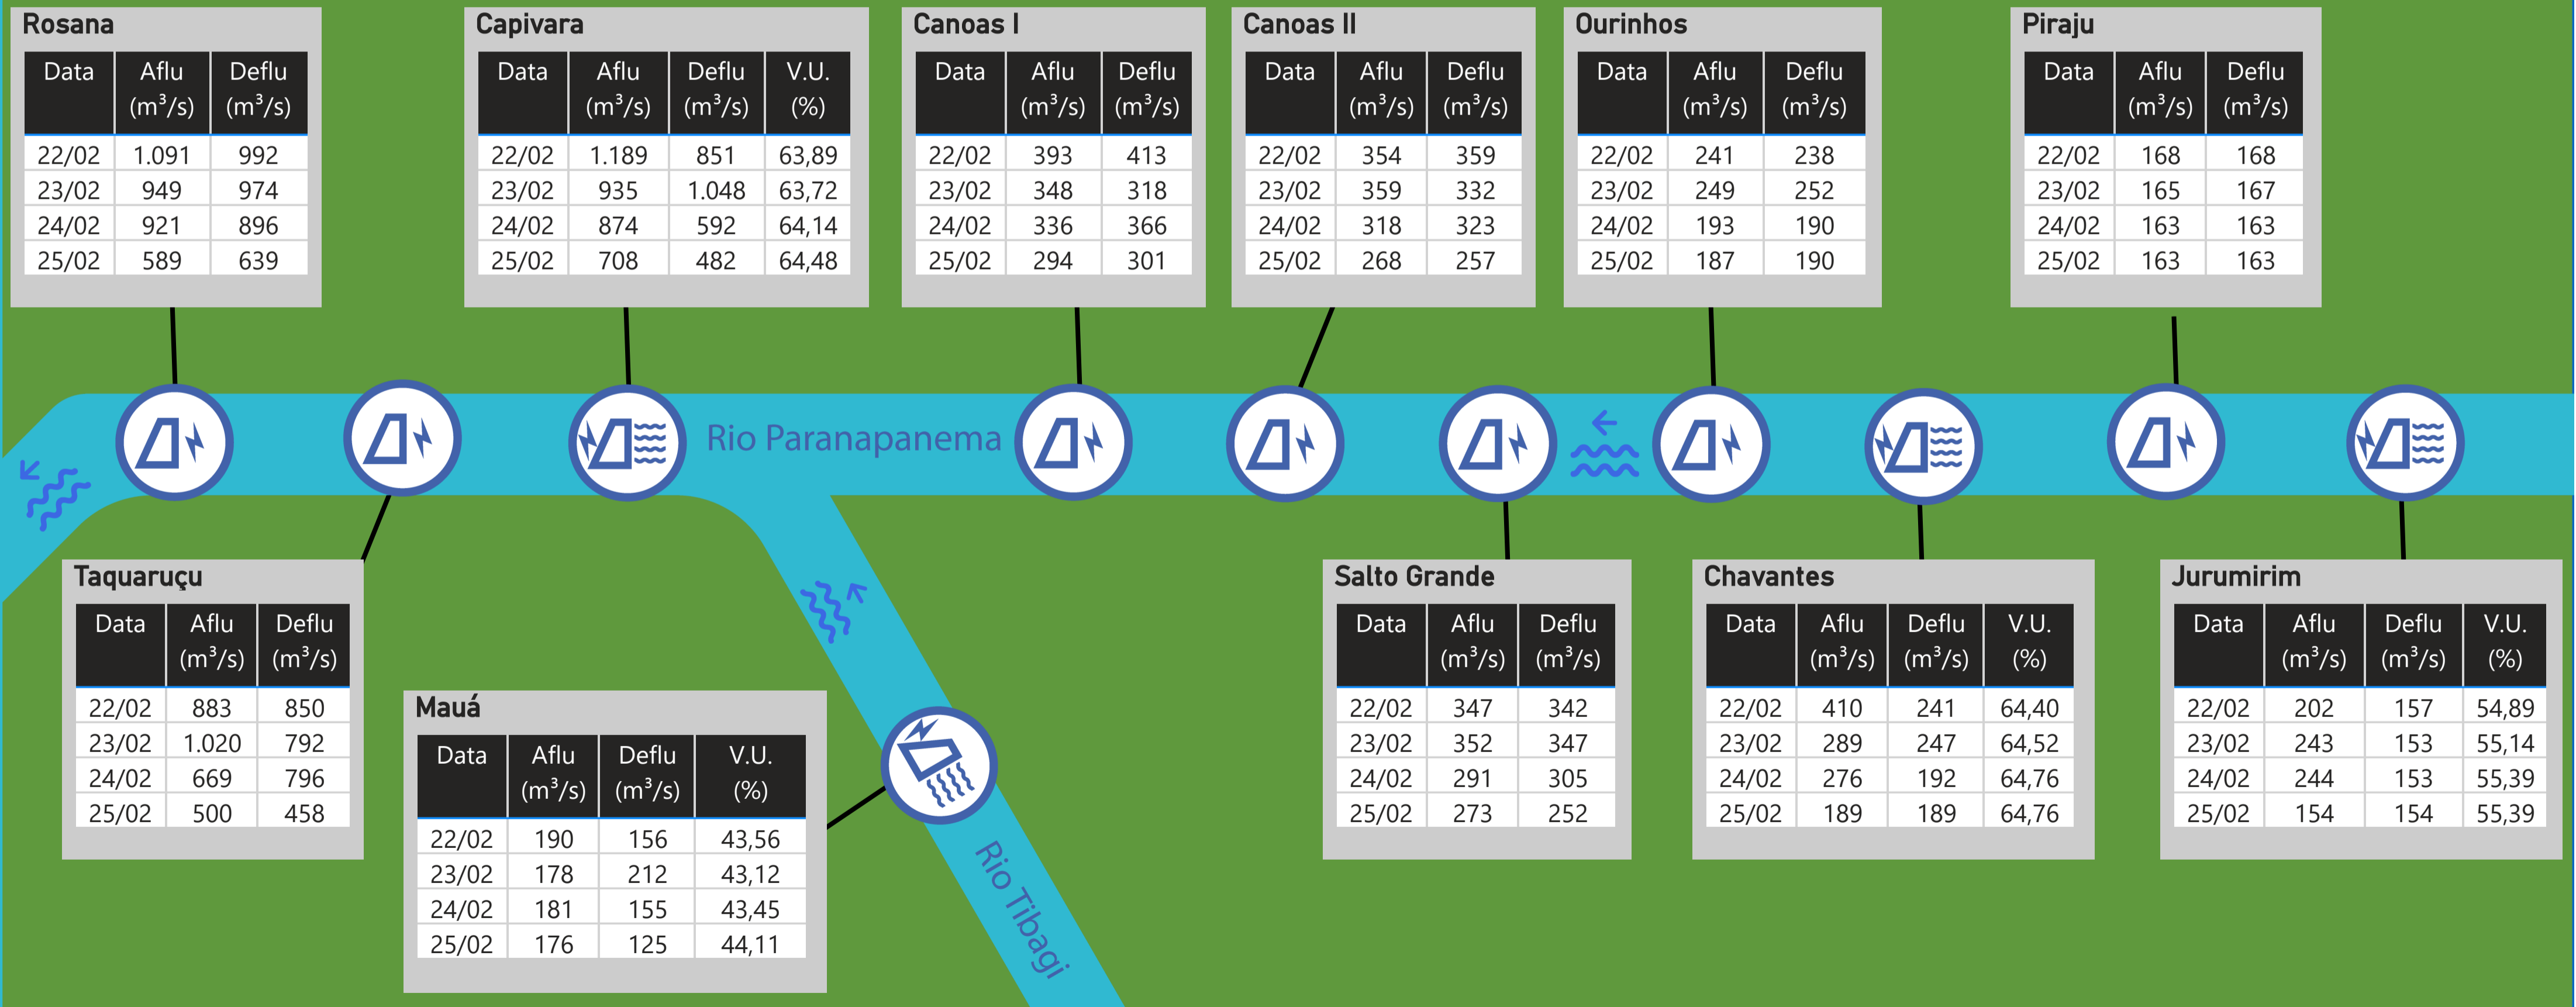 Rosana
Data Aflu (m³/s) Deflu (m³/s)
22/02 1.091 992
23/02 949 974
24/02 921 896
25/02 589 639
Capivara
Data Aflu (m³/s) Deflu (m³/s) V.U. (%)
22/02 1.189 851 63,89
23/02 935 1.048 63,72
24/02 874 592 64,14
25/02 708 482 64,48
Canoas I
Data Aflu (m³/s) Deflu (m³/s)
22/02 393 413
23/02 348 318
24/02 336 366
25/02 294 301
Canoas II
Data Aflu (m³/s) Deflu (m³/s)
22/02 354 359
23/02 359 332
24/02 318 323
25/02 268 257
Ourinhos
Data Aflu (m³/s) Deflu (m³/s)
22/02 241 238
23/02 249 252
24/02 193 190
25/02 187 190
Piraju
Data Aflu (m³/s) Deflu (m³/s)
22/02 168 168
23/02 165 167
24/02 163 163
25/02 163 163
Rio Paranapanema
Taquaruçu
Data Aflu (m³/s) Deflu (m³/s)
22/02 883 850
23/02 1.020 792
24/02 669 796
25/02 500 458
Mauá
Data Aflu (m³/s) Deflu (m³/s) V.U. (%)
22/02 190 156 43,56
23/02 178 212 43,12
24/02 181 155 43,45
25/02 176 125 44,11
Rio Tibagi
Salto Grande
Data Aflu (m³/s) Deflu (m³/s)
22/02 347 342
23/02 352 347
24/02 291 305
25/02 273 252
Chavantes
Data Aflu (m³/s) Deflu (m³/s) V.U. (%)
22/02 410 241 64,40
23/02 289 247 64,52
24/02 276 192 64,76
25/02 189 189 64,76
Jurumirim
Data Aflu (m³/s) Deflu (m³/s) V.U. (%)
22/02 202 157 54,89
23/02 243 153 55,14
24/02 244 153 55,39
25/02 154 154 55,39